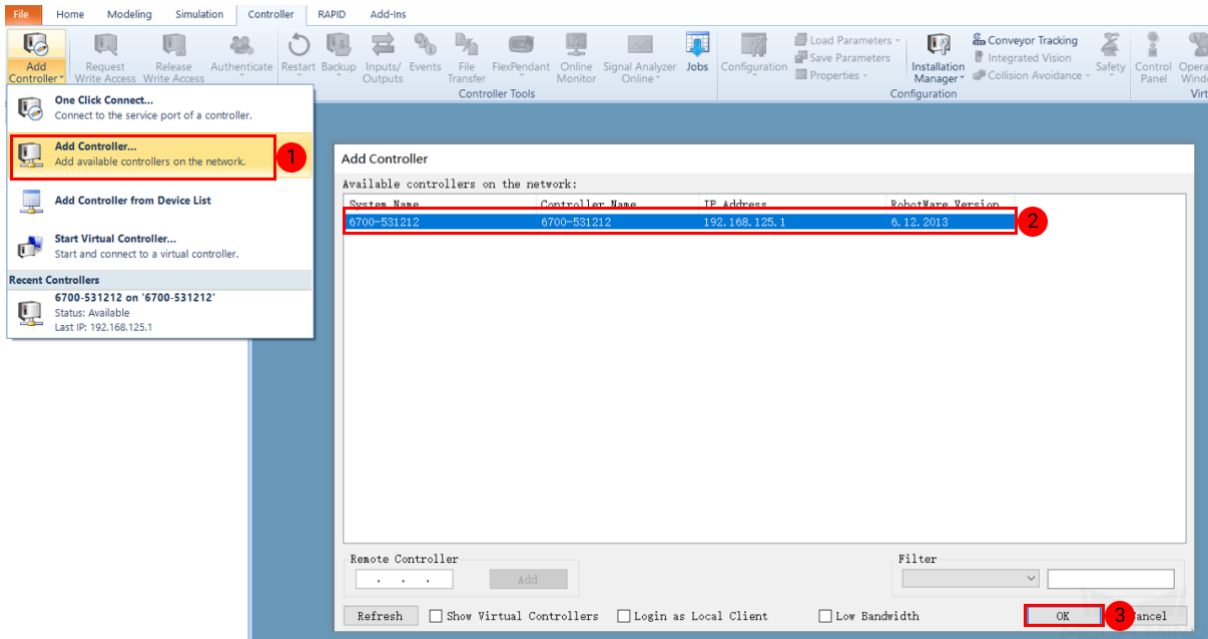 File Home Modeling Simulation Controller RAPID Add-Ins
Add Controller
Request Write Access
Release Write Access
Authenticate
Restart
Backup
Inputs/ Outputs
Events
File Transfer
FlexPendant
Online Monitor
Signal Analyzer Online
Jobs
Configuration
Load Parameters
Save Parameters
Properties
Installation Manager
Conveyor Tracking
Integrated Vision
Collision Avoidance
Safety
Control Panel
Controller Tools
Configuration
One Click Connect...
Connect to the service port of a controller.
Add Controller...
Add available controllers on the network.
1
Add Controller from Device List
Start Virtual Controller...
Start and connect to a virtual controller.
Recent Controllers
6700-531212 on '6700-531212'
Status: Available
Last IP: 192.168.125.1
Add Controller
Available controllers on the network:
System Name Controller Name IP Address RobotWare Version
6700-531212 6700-531212 192.168.125.1 6.12.2013
2
Remote Controller
. . .
Add
Filter
Refresh Show Virtual Controllers Login as Local Client Low Bandwidth OK 3 ancel